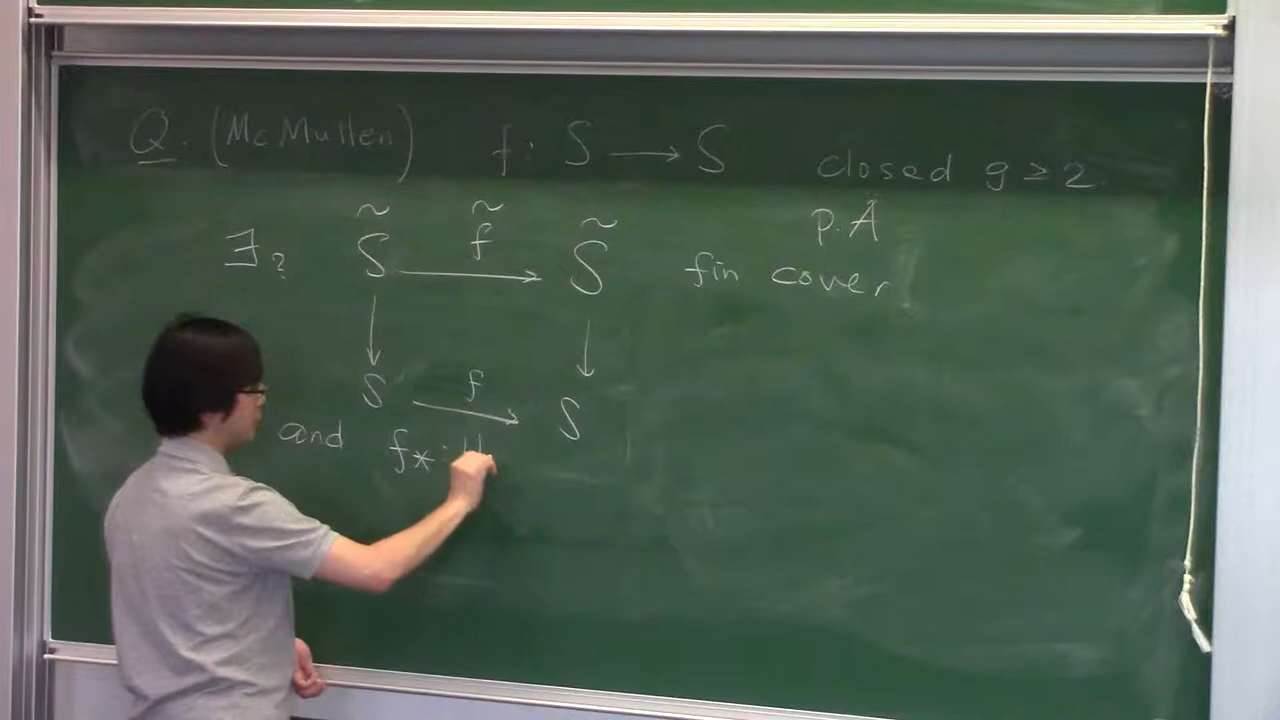 Q. (McMullen) f: S → S closed g ≥ 2.
p.A
∃? S̃ →f̃ S̃ fin cover
↓ ↓
S →f S
and f* : H